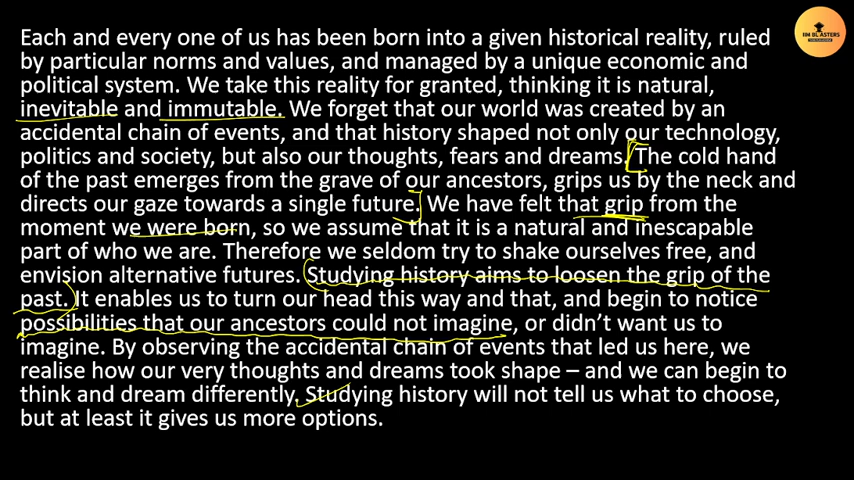 IIM BLASTERS
Each and every one of us has been born into a given historical reality, ruled
by particular norms and values, and managed by a unique economic and
political system. We take this reality for granted, thinking it is natural,
inevitable and immutable. We forget that our world was created by an
accidental chain of events, and that history shaped not only our technology,
politics and society, but also our thoughts, fears and dreams. The cold hand
of the past emerges from the grave of our ancestors, grips us by the neck and
directs our gaze towards a single future. We have felt that grip from the
moment we were born, so we assume that it is a natural and inescapable
part of who we are. Therefore we seldom try to shake ourselves free, and
envision alternative futures. Studying history aims to loosen the grip of the
past. It enables us to turn our head this way and that, and begin to notice
possibilities that our ancestors could not imagine, or didn’t want us to
imagine. By observing the accidental chain of events that led us here, we
realise how our very thoughts and dreams took shape – and we can begin to
think and dream differently. Studying history will not tell us what to choose,
but at least it gives us more options.